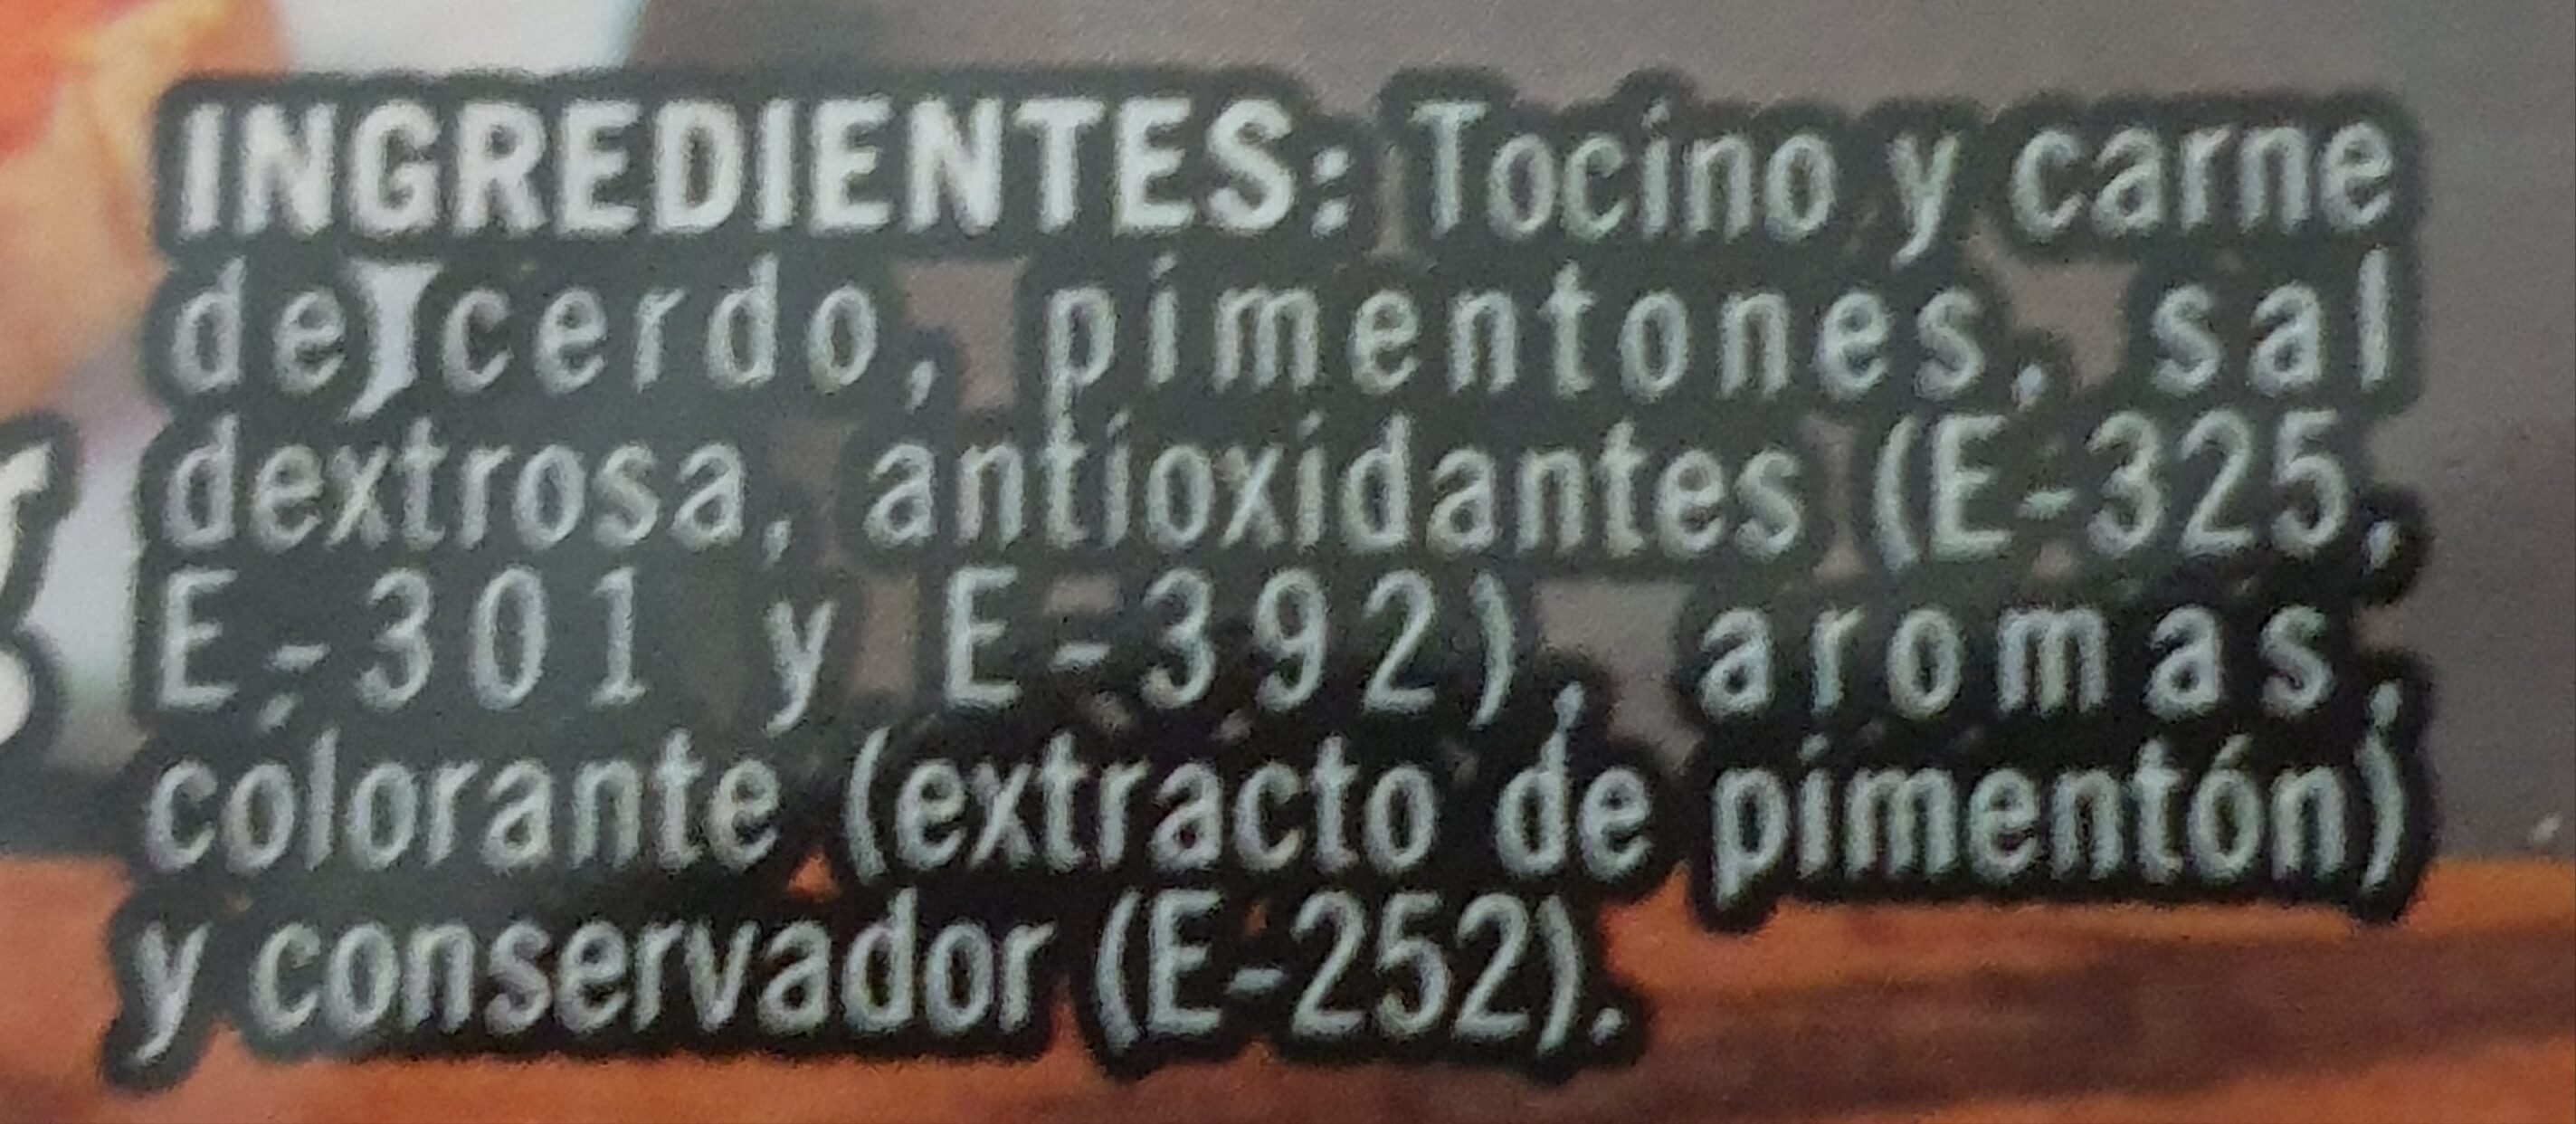 INGREDIENTES: Tocino y carne
de cerdo, pimentones, sal
dextrosa, antioxidantes (E-325,
E-301 y E-392), aromas,
colorante (extracto de pimentón)
y conservador (E-252).